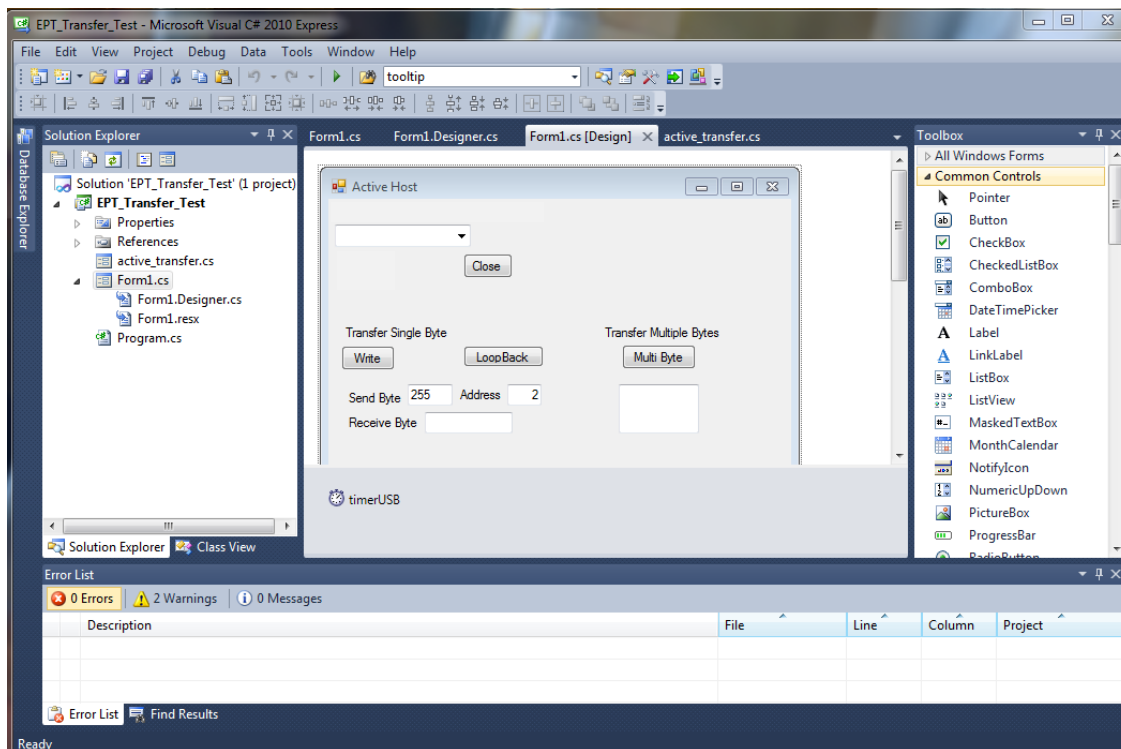 EPT_Transfer_Test - Microsoft Visual C# 2010 Express
File Edit View Project Debug Data Tools Window Help
tooltip
Database Explorer
Solution Explorer
Solution 'EPT_Transfer_Test' (1 project)
EPT_Transfer_Test
Properties
References
active_transfer.cs
Form1.cs
Form1.Designer.cs
Form1.resx
Program.cs
Solution Explorer Class View
Form1.cs Form1.Designer.cs Form1.cs [Design] active_transfer.cs
Active Host
Close
Transfer Single Byte Transfer Multiple Bytes
Write LoopBack Multi Byte
Send Byte 255 Address 2
Receive Byte
timerUSB
Toolbox
All Windows Forms
Common Controls
Pointer
Button
CheckBox
CheckedListBox
ComboBox
DateTimePicker
Label
LinkLabel
ListBox
ListView
MaskedTextBox
MonthCalendar
NotifyIcon
NumericUpDown
PictureBox
ProgressBar
RadioButton
Error List
0 Errors 2 Warnings 0 Messages
Description File Line Column Project
Error List Find Results
Ready